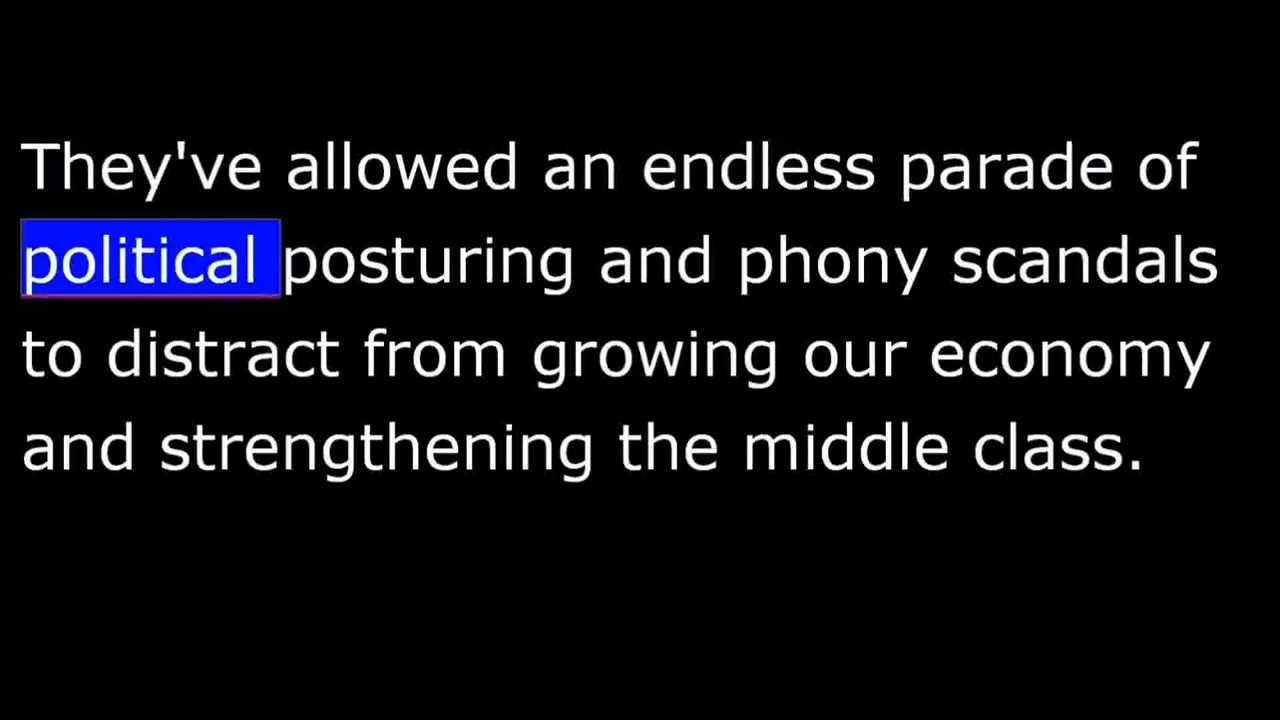 They've allowed an endless parade of
political posturing and phony scandals
to distract from growing our economy
and strengthening the middle class.